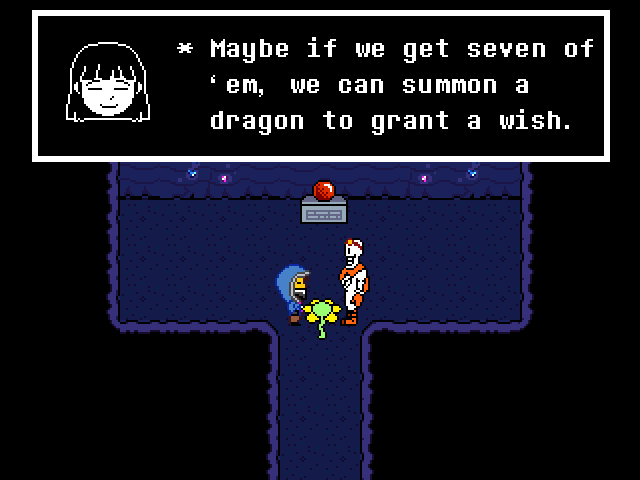 * Maybe if we get seven of
‘em, we can summon a
dragon to grant a wish.